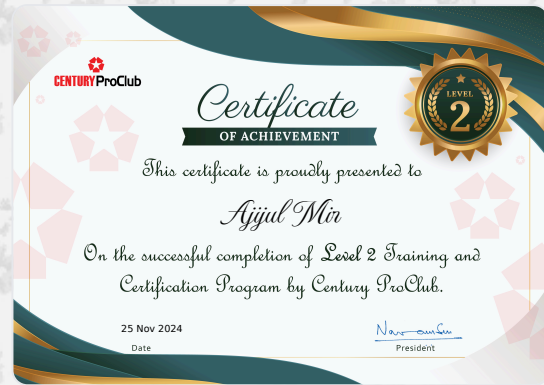 CENTURY ProClub
LEVEL
2
Certificate
OF ACHIEVEMENT
This certificate is proudly presented to
Ajijul Mir
On the successful completion of Level 2 Training and
Certification Program by Century ProClub.
25 Nov 2024
Date
President